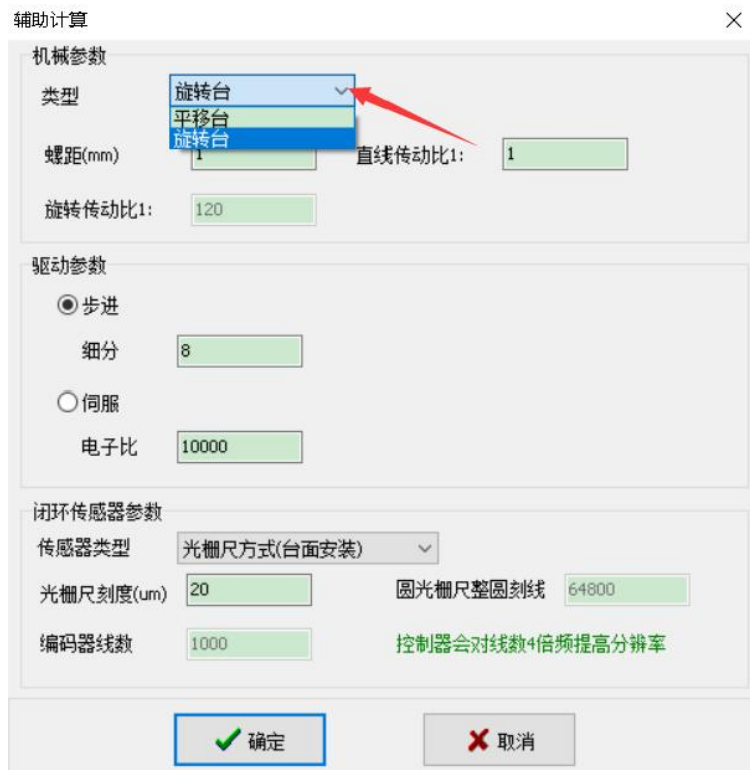 辅助计算
机械参数
类型
旋转台
平移台
旋转台
螺距(mm)
1
直线传动比1:
1
旋转传动比1:
120
驱动参数
步进
细分
8
伺服
电子比
10000
闭环传感器参数
传感器类型
光栅尺方式(台面安装)
光栅尺刻度(um)
20
圆光栅尺整圆刻线
64800
编码器线数
1000
控制器会对线数4倍频提高分辨率
确定
取消